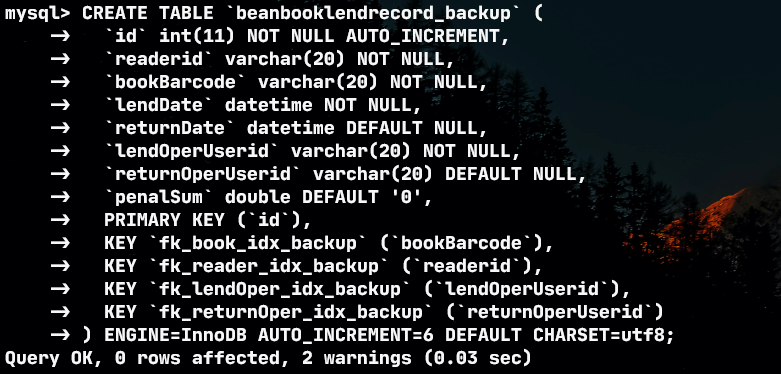 mysql> CREATE TABLE `beanbooklendrecord_backup` (
    ->   `id` int(11) NOT NULL AUTO_INCREMENT,
    ->   `readerid` varchar(20) NOT NULL,
    ->   `bookBarcode` varchar(20) NOT NULL,
    ->   `lendDate` datetime NOT NULL,
    ->   `returnDate` datetime DEFAULT NULL,
    ->   `lendOperUserid` varchar(20) NOT NULL,
    ->   `returnOperUserid` varchar(20) DEFAULT NULL,
    ->   `penalSum` double DEFAULT '0',
    ->   PRIMARY KEY (`id`),
    ->   KEY `fk_book_idx_backup` (`bookBarcode`),
    ->   KEY `fk_reader_idx_backup` (`readerid`),
    ->   KEY `fk_lendOper_idx_backup` (`lendOperUserid`),
    ->   KEY `fk_returnOper_idx_backup` (`returnOperUserid`)
    -> ) ENGINE=InnoDB AUTO_INCREMENT=6 DEFAULT CHARSET=utf8;
Query OK, 0 rows affected, 2 warnings (0.03 sec)